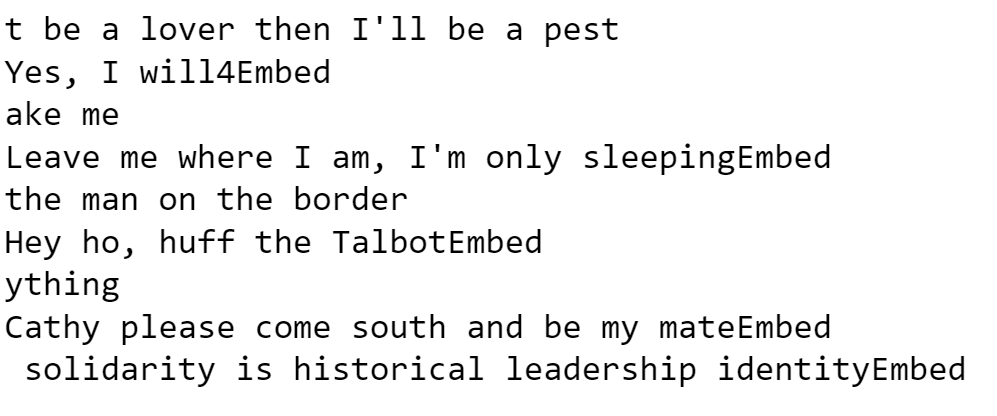 t be a lover then I'll be a pest
Yes, I will4Embed
ake me
Leave me where I am, I'm only sleepingEmbed
the man on the border
Hey ho, huff the TalbotEmbed
ything
Cathy please come south and be my mateEmbed
solidarity is historical leadership identityEmbed